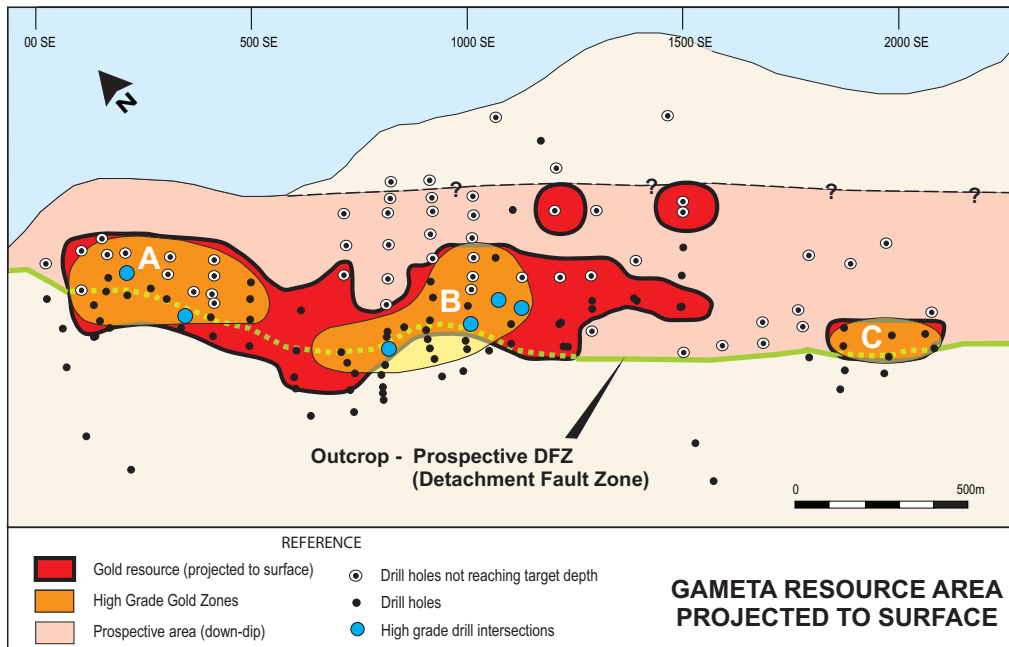 00 SE 500 SE 1000 SE 1500 SE 2000 SE
N
? ? ? ?
A
B
C
Outcrop - Prospective DFZ
(Detachment Fault Zone)
0 500m
REFERENCE
Gold resource (projected to surface)
High Grade Gold Zones
Prospective area (down-dip)
Drill holes not reaching target depth
Drill holes
High grade drill intersections
GAMETA RESOURCE AREA
PROJECTED TO SURFACE